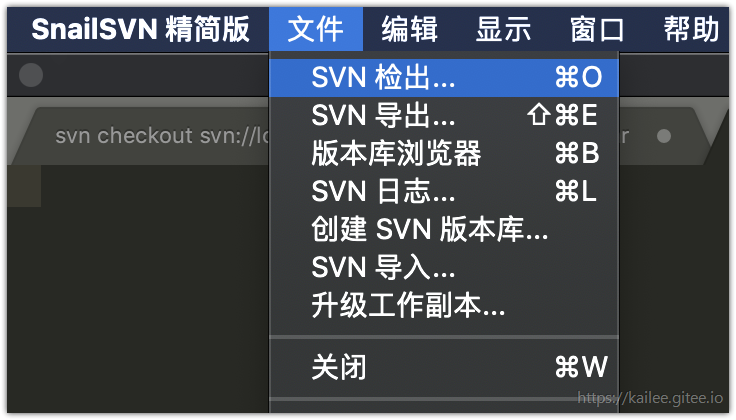 SnailSVN 精简版 文件 编辑 显示 窗口 帮助
SVN 检出... ⌘O
SVN 导出... ⇧⌘E
svn checkout svn://lo r
版本库浏览器 ⌘B
SVN 日志... ⌘L
创建 SVN 版本库...
SVN 导入...
升级工作副本...
关闭 ⌘W
https://kailee.gitee.io